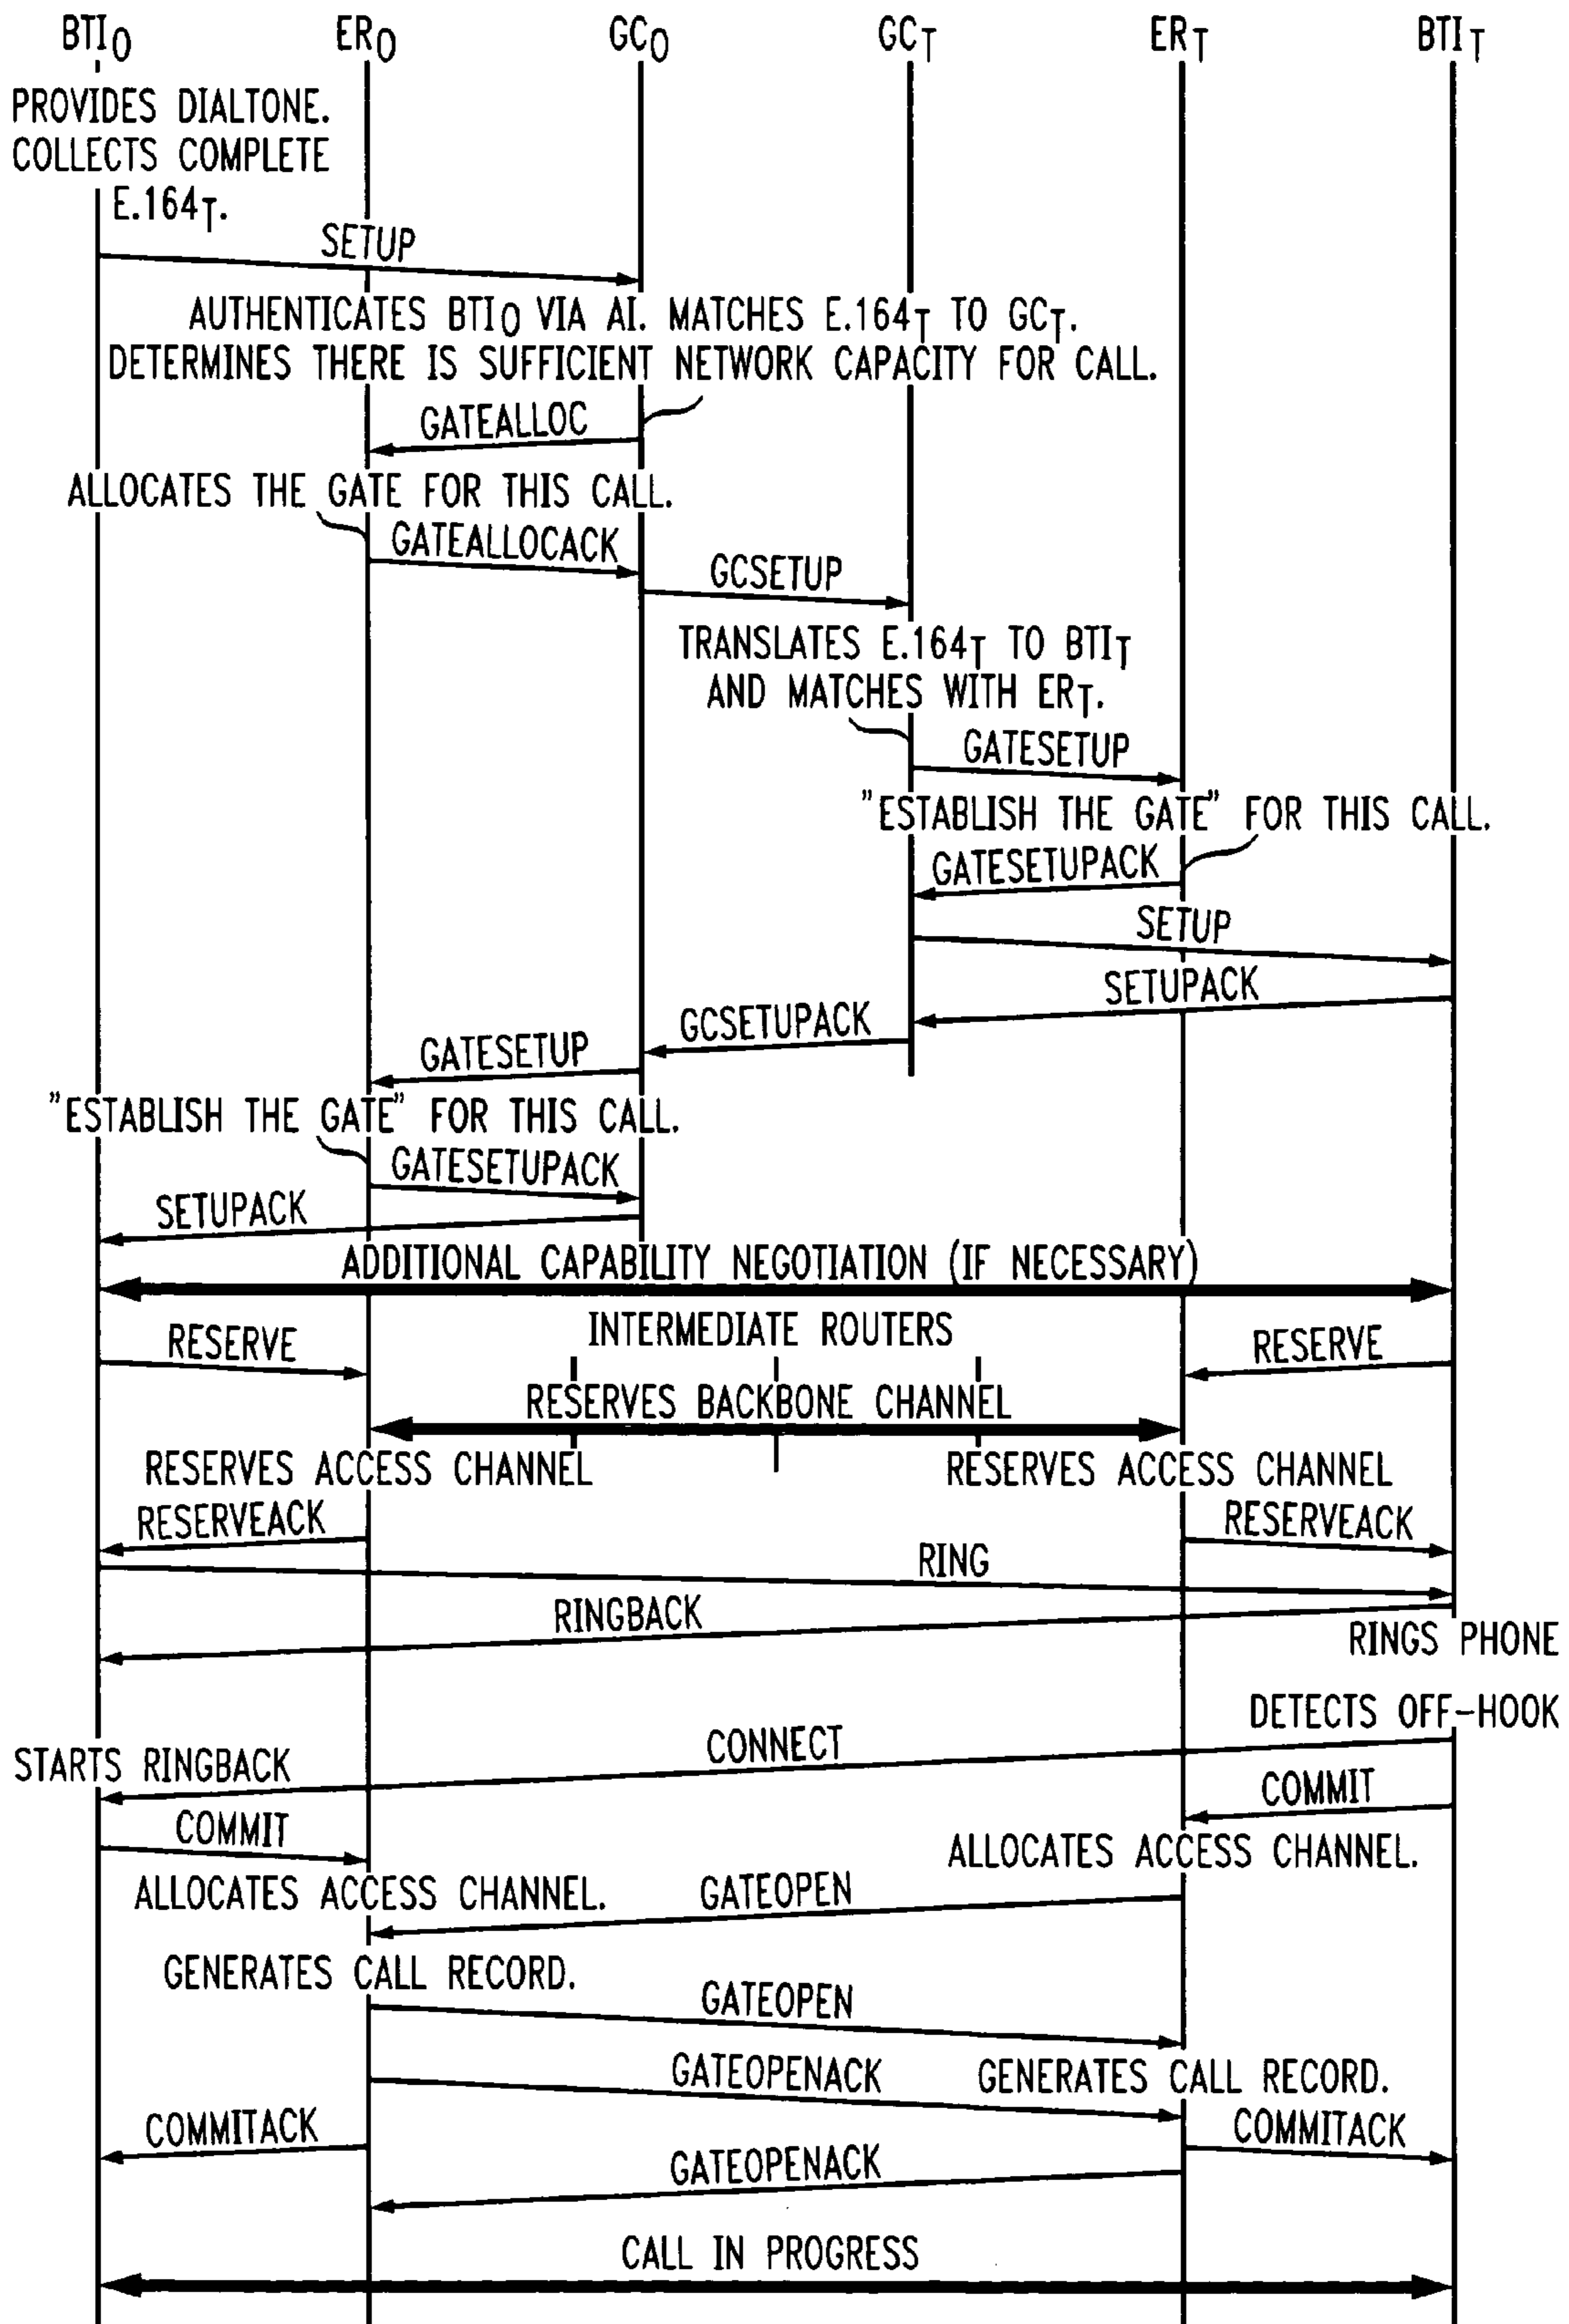 BTIO ERO GCO GCT ERT BTIT
PROVIDES DIALTONE.
COLLECTS COMPLETE
E.164T.
SETUP
AUTHENTICATES BTIO VIA AI. MATCHES E.164T TO GCT.
DETERMINES THERE IS SUFFICIENT NETWORK CAPACITY FOR CALL.
GATEALLOC
ALLOCATES THE GATE FOR THIS CALL.
GATEALLOCACK
GCSETUP
TRANSLATES E.164T TO BTIT
AND MATCHES WITH ERT.
GATESETUP
"ESTABLISH THE GATE" FOR THIS CALL.
GATESETUPACK
SETUP
SETUPACK
GCSETUPACK
GATESETUP
"ESTABLISH THE GATE" FOR THIS CALL.
GATESETUPACK
SETUPACK
ADDITIONAL CAPABILITY NEGOTIATION (IF NECESSARY)
INTERMEDIATE ROUTERS
RESERVE RESERVE
RESERVES BACKBONE CHANNEL
RESERVES ACCESS CHANNEL RESERVES ACCESS CHANNEL
RESERVEACK RESERVEACK
RING
RINGBACK
RINGS PHONE
DETECTS OFF-HOOK
CONNECT
STARTS RINGBACK
COMMIT
COMMIT
ALLOCATES ACCESS CHANNEL.
ALLOCATES ACCESS CHANNEL. GATEOPEN
GENERATES CALL RECORD.
GATEOPEN
GATEOPENACK GENERATES CALL RECORD.
COMMITACK COMMITACK
GATEOPENACK
CALL IN PROGRESS